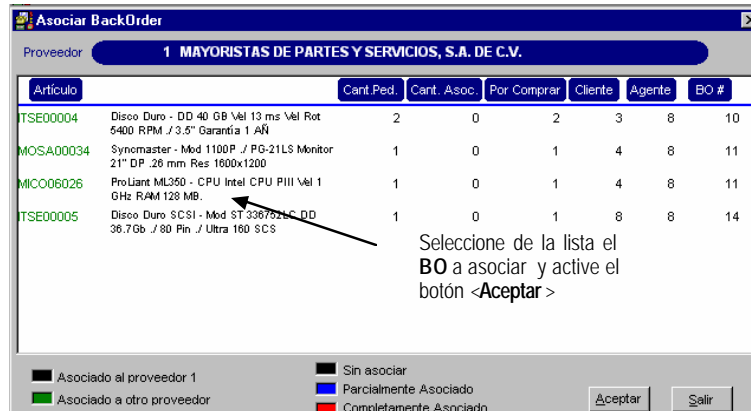 Asociar BackOrder
Proveedor 1 MAYORISTAS DE PARTES Y SERVICIOS, S.A. DE C.V.
Artículo Cant.Ped. Cant. Asoc. Por Comprar Cliente Agente BO #
ITSE00004 Disco Duro - DD 40 GB Vel 13 ms Vel Rot 2 0 2 3 8 10
5400 RPM ./ 3.5" Garantía 1 AÑ
MOSA00034 Syncmaster - Mod 1100P ./ PG-21LS Monitor 1 0 1 4 8 11
21" DP .26 mm Res 1600x1200
MICO06026 ProLiant ML350 - CPU Intel CPU PIII Vel 1 1 0 1 4 8 11
GHz RAM 128 MB.
ITSE00005 Disco Duro SCSI - Mod ST 336752LC DD 1 0 1 8 8 14
36.7Gb ./ 80 Pin ./ Ultra 160 SCS
Seleccione de la lista el
BO a asociar y active el
botón <Aceptar >
Asociado al proveedor 1
Asociado a otro proveedor
Sin asociar
Parcialmente Asociado
Completamente Asociado
Aceptar Salir